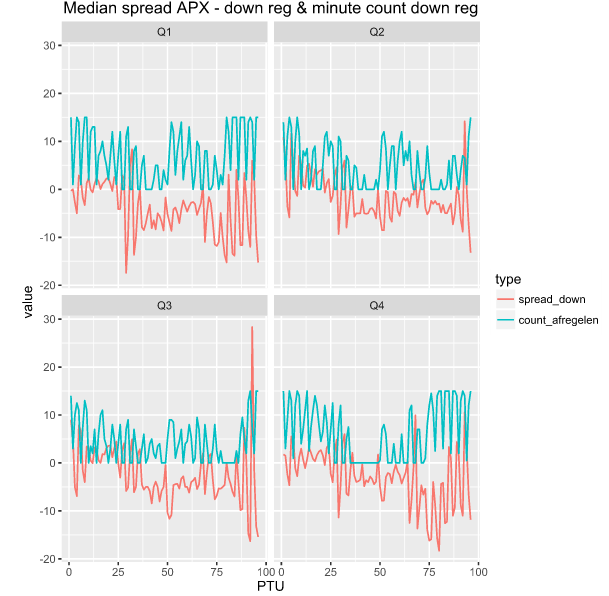 Median spread APX - down reg & minute count down reg
Q1
Q2
30
20
10
0
-10
-20
Q3
Q4
30
20
10
0
-10
-20
0
25
50
75
100
0
25
50
75
100
PTU
value
type
spread_down
count_afregelen